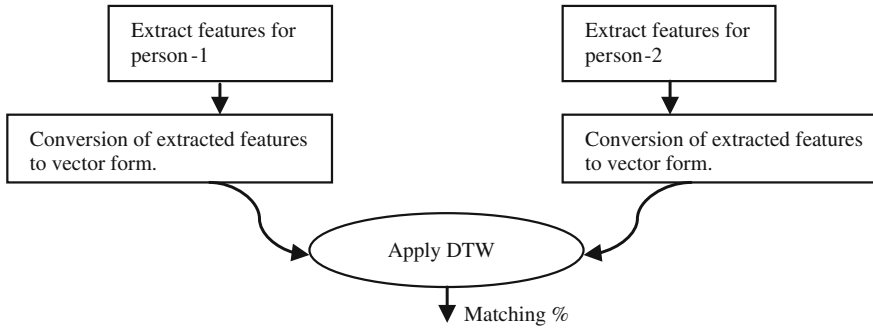 Extract features for
person-1
Extract features for
person-2
Conversion of extracted features
to vector form.
Conversion of extracted features
to vector form.
Apply DTW
Matching %